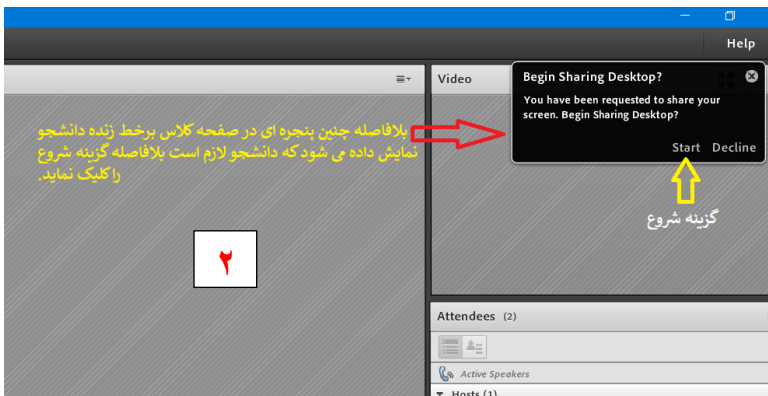 Help
Video
Begin Sharing Desktop?
You have been requested to share your
screen. Begin Sharing Desktop?
Start Decline
بلافاصله چنین پنجره ای در صفحه کلاس برخط زنده دانشجو
نمایش داده می شود که دانشجو لازم است بلافاصله گزینه شروع
را کلیک نماید.
گزینه شروع
۲
Attendees (2)
Active Speakers
Hosts (1)